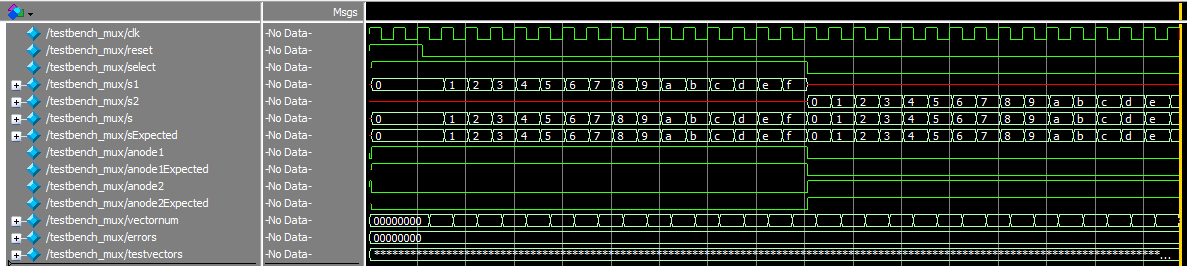 Msgs
/testbench_mux/clk -No Data-
/testbench_mux/reset -No Data-
/testbench_mux/select -No Data-
/testbench_mux/s1 -No Data- 0 1 2 3 4 5 6 7 8 9 a b c d e f
/testbench_mux/s2 -No Data- 0 1 2 3 4 5 6 7 8 9 a b c d e
/testbench_mux/s -No Data- 0 1 2 3 4 5 6 7 8 9 a b c d e f 0 1 2 3 4 5 6 7 8 9 a b c d e
/testbench_mux/sExpected -No Data- 0 1 2 3 4 5 6 7 8 9 a b c d e f 0 1 2 3 4 5 6 7 8 9 a b c d e
/testbench_mux/anode1 -No Data-
/testbench_mux/anode1Expected -No Data-
/testbench_mux/anode2 -No Data-
/testbench_mux/anode2Expected -No Data-
/testbench_mux/vectornum -No Data- 00000000
/testbench_mux/errors -No Data- 00000000
/testbench_mux/testvectors -No Data-